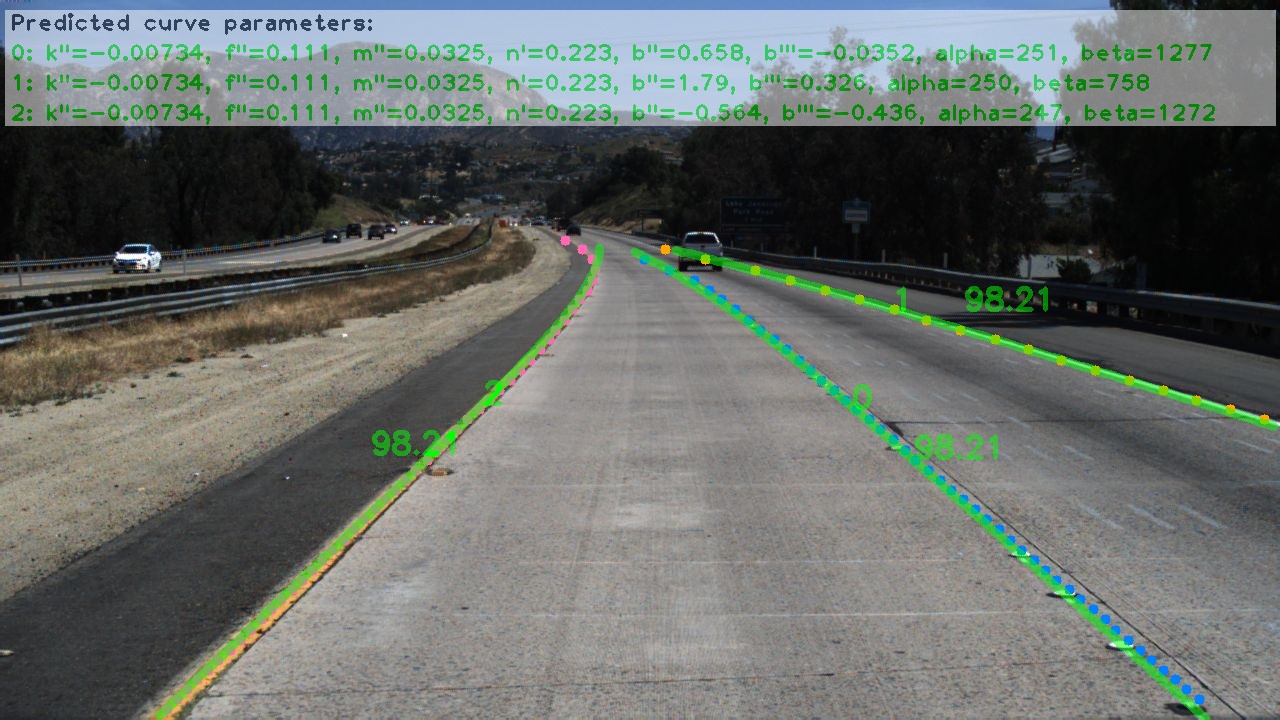 Predicted curve parameters:
0: k''=-0.00734, f''=0.111, m''=0.0325, n'=0.223, b''=0.658, b'''=-0.0352, alpha=251, beta=1277
1: k''=-0.00734, f''=0.111, m''=0.0325, n'=0.223, b''=1.79, b'''=0.326, alpha=250, beta=758
2: k''=-0.00734, f''=0.111, m''=0.0325, n'=0.223, b''=-0.564, b'''=-0.436, alpha=247, beta=1272
1 98.21
2
0
98.21
98.21